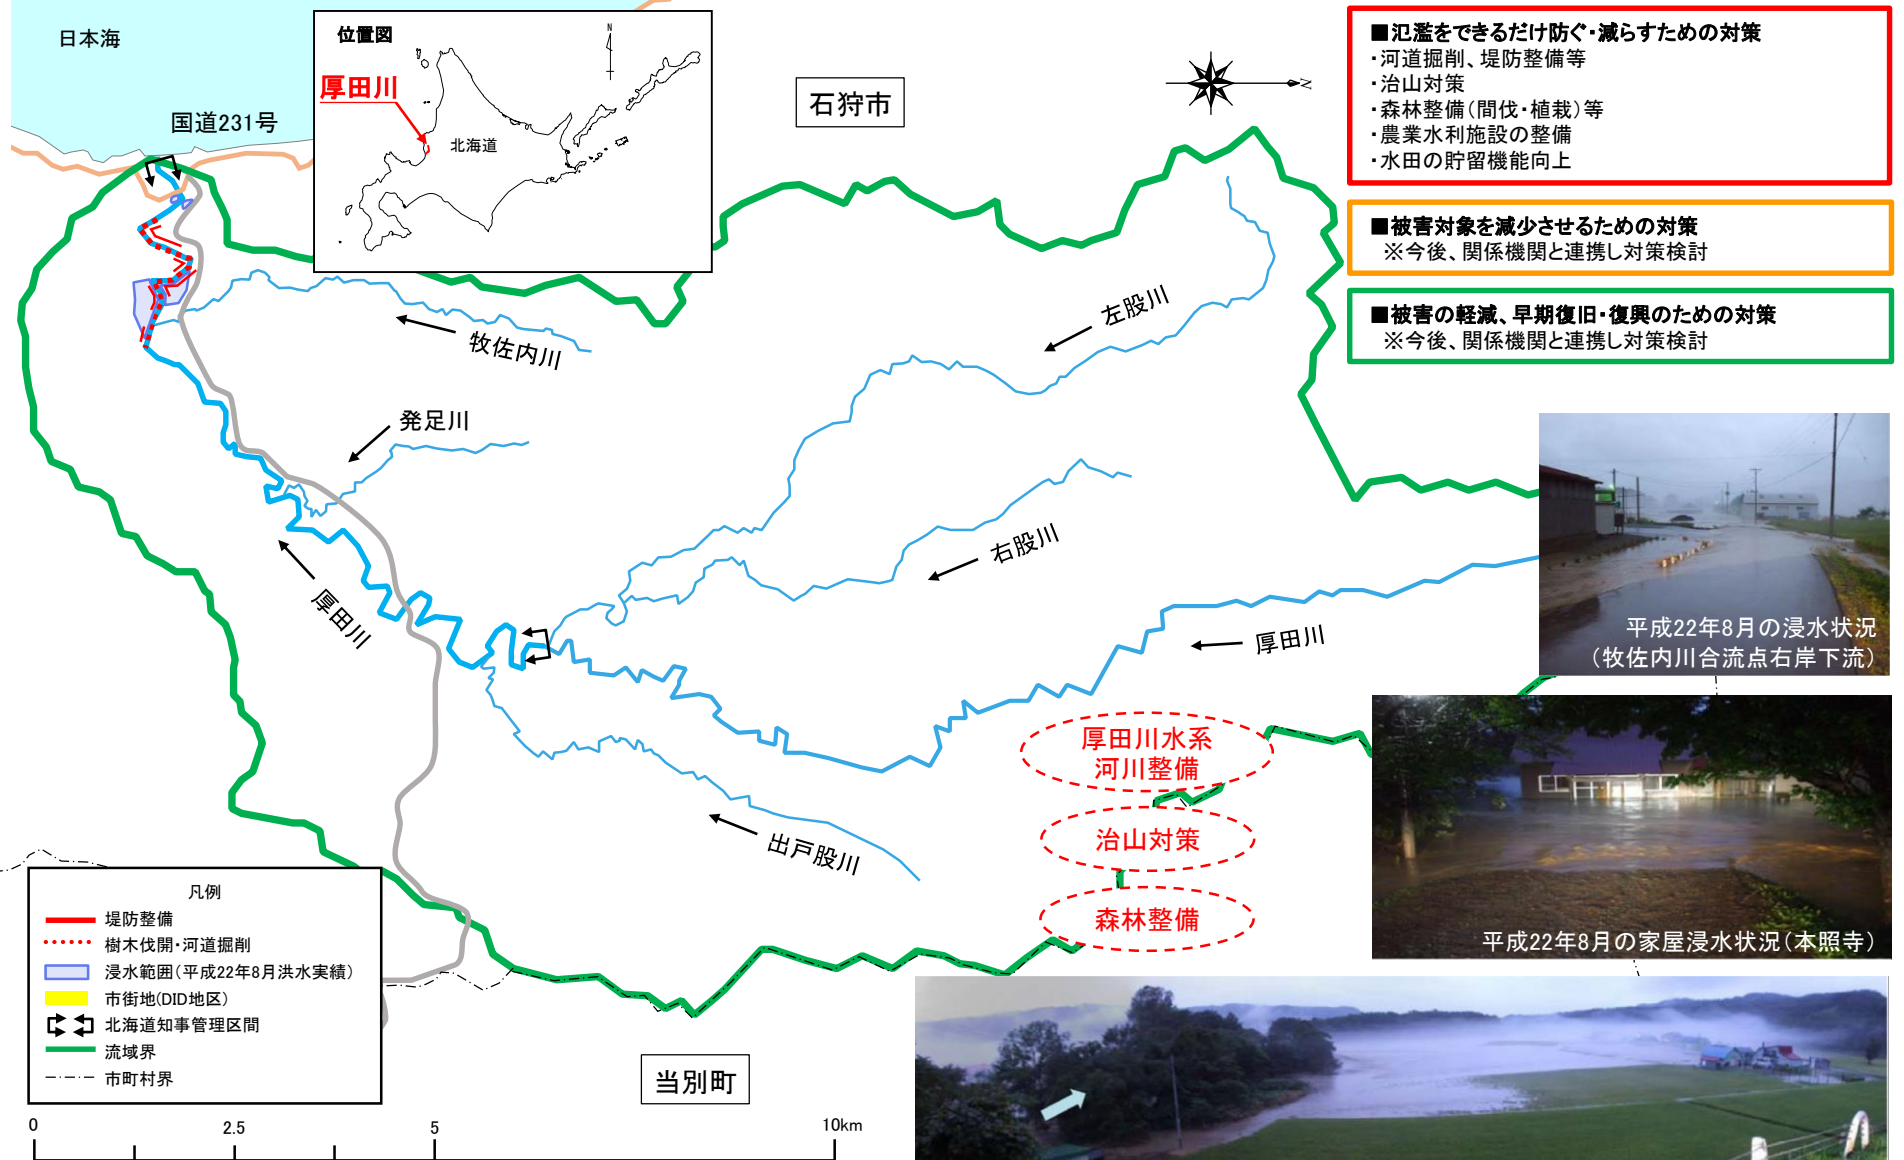 日本海
国道231号
位置図
N
厚田川
北海道
石狩市
N
■氾濫をできるだけ防ぐ・減らすための対策
・河道掘削、堤防整備等
・治山対策
・森林整備（間伐・植栽）等
・農業水利施設の整備
・水田の貯留機能向上
■被害対象を減少させるための対策
※今後、関係機関と連携し対策検討
■被害の軽減、早期復旧・復興のための対策
※今後、関係機関と連携し対策検討
左股川
牧佐内川
発足川
右股川
厚田川
厚田川
出戸股川
厚田川水系
河川整備
治山対策
森林整備
平成22年8月の浸水状況
（牧佐内川合流点右岸下流）
平成22年8月の家屋浸水状況（本照寺）
凡例
堤防整備
樹木伐開・河道掘削
浸水範囲（平成22年8月洪水実績）
市街地(DID地区)
北海道知事管理区間
流域界
市町村界
当別町
0
2.5
5
10km